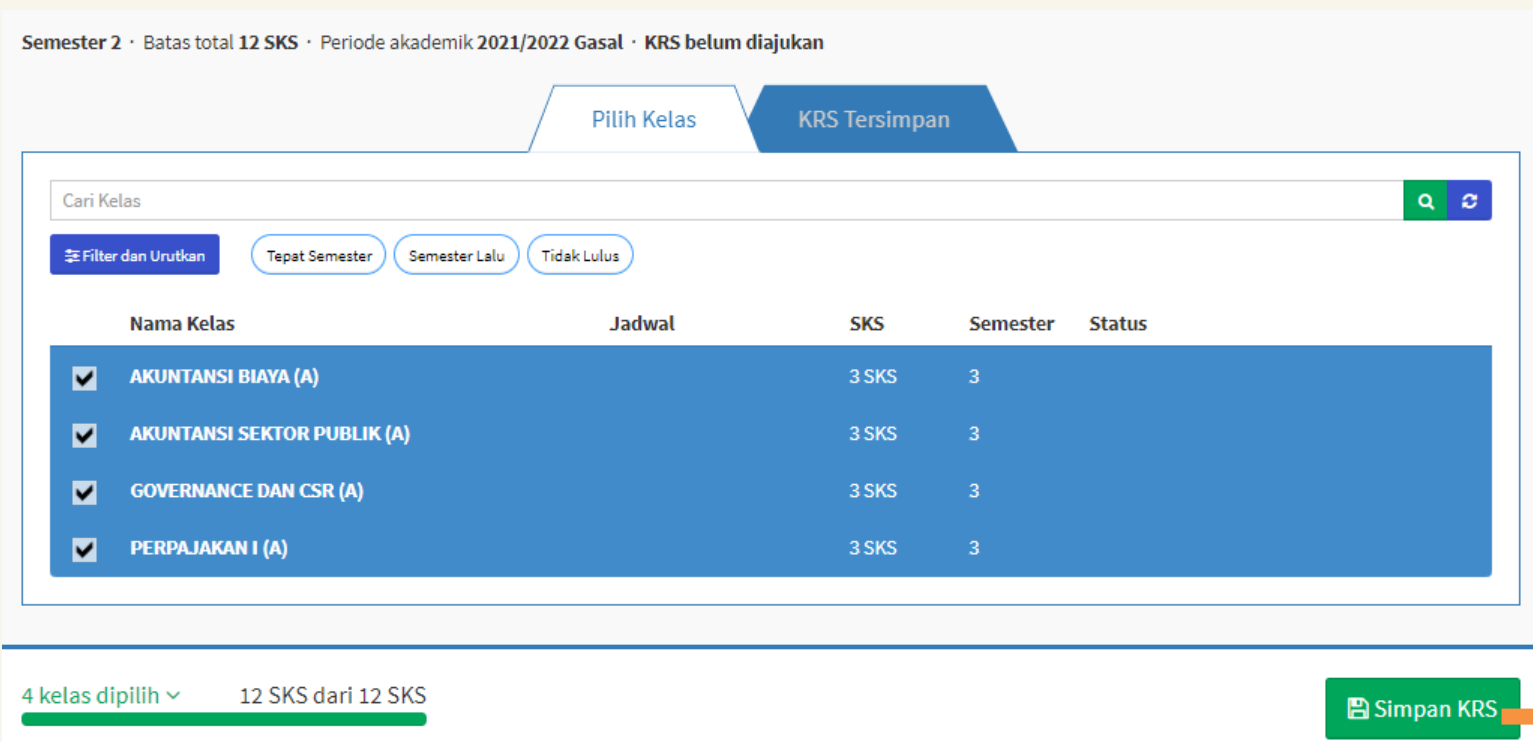 Semester 2 · Batas total 12 SKS · Periode akademik 2021/2022 Gasal · KRS belum diajukan
Pilih Kelas KRS Tersimpan
Cari Kelas
Filter dan Urutkan Tepat Semester Semester Lalu Tidak Lulus
Nama Kelas Jadwal SKS Semester Status
AKUNTANSI BIAYA (A) 3 SKS 3
AKUNTANSI SEKTOR PUBLIK (A) 3 SKS 3
GOVERNANCE DAN CSR (A) 3 SKS 3
PERPAJAKAN I (A) 3 SKS 3
4 kelas dipilih 12 SKS dari 12 SKS Simpan KRS